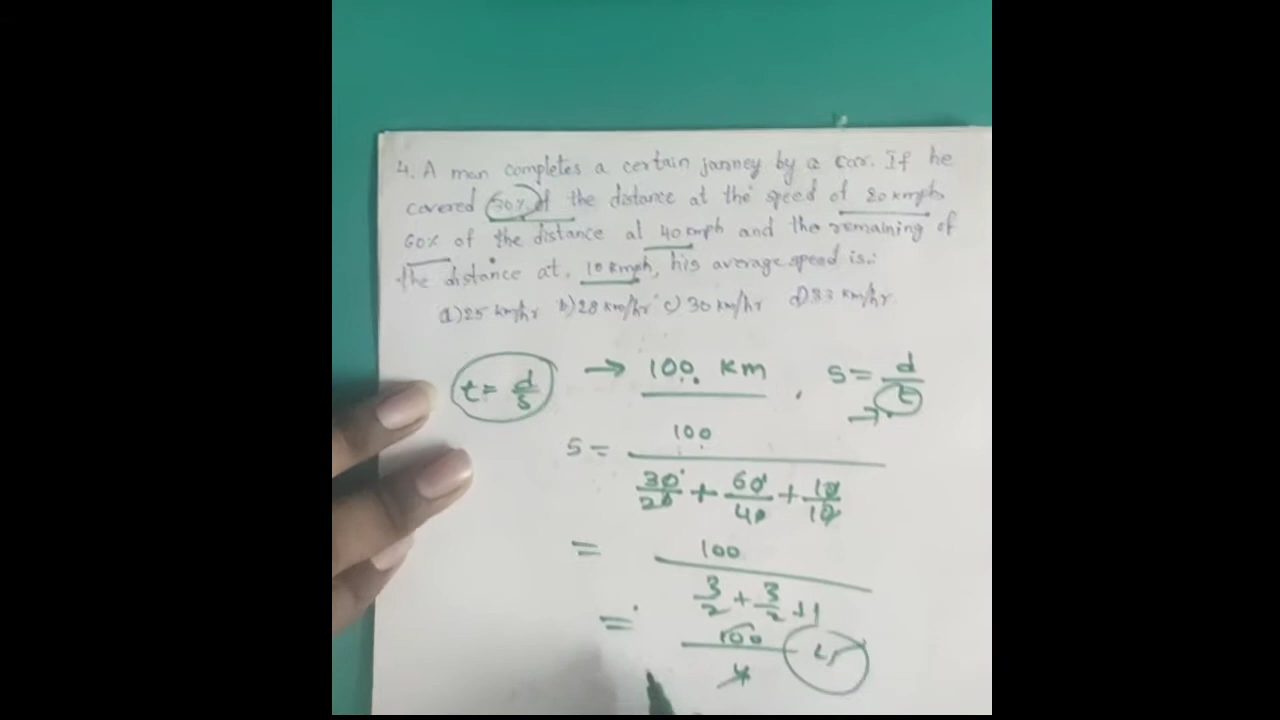 4. A man completes a certain janney by a car. If he
covered 30% of the distance at the speed of 20 kmph,
60% of the distance at 40 kmph and the remaining of
the distance at. 10 kmph, his average speed is:
a) 25 km/hr b) 28 km/hr c) 30 km/hr d) 33 km/hr
t = d/s → 100 km , s = d/t
s = 100
30/20 + 60/40 + 10/10
= 100
3/2 + 3/2 + 1
= 100/4